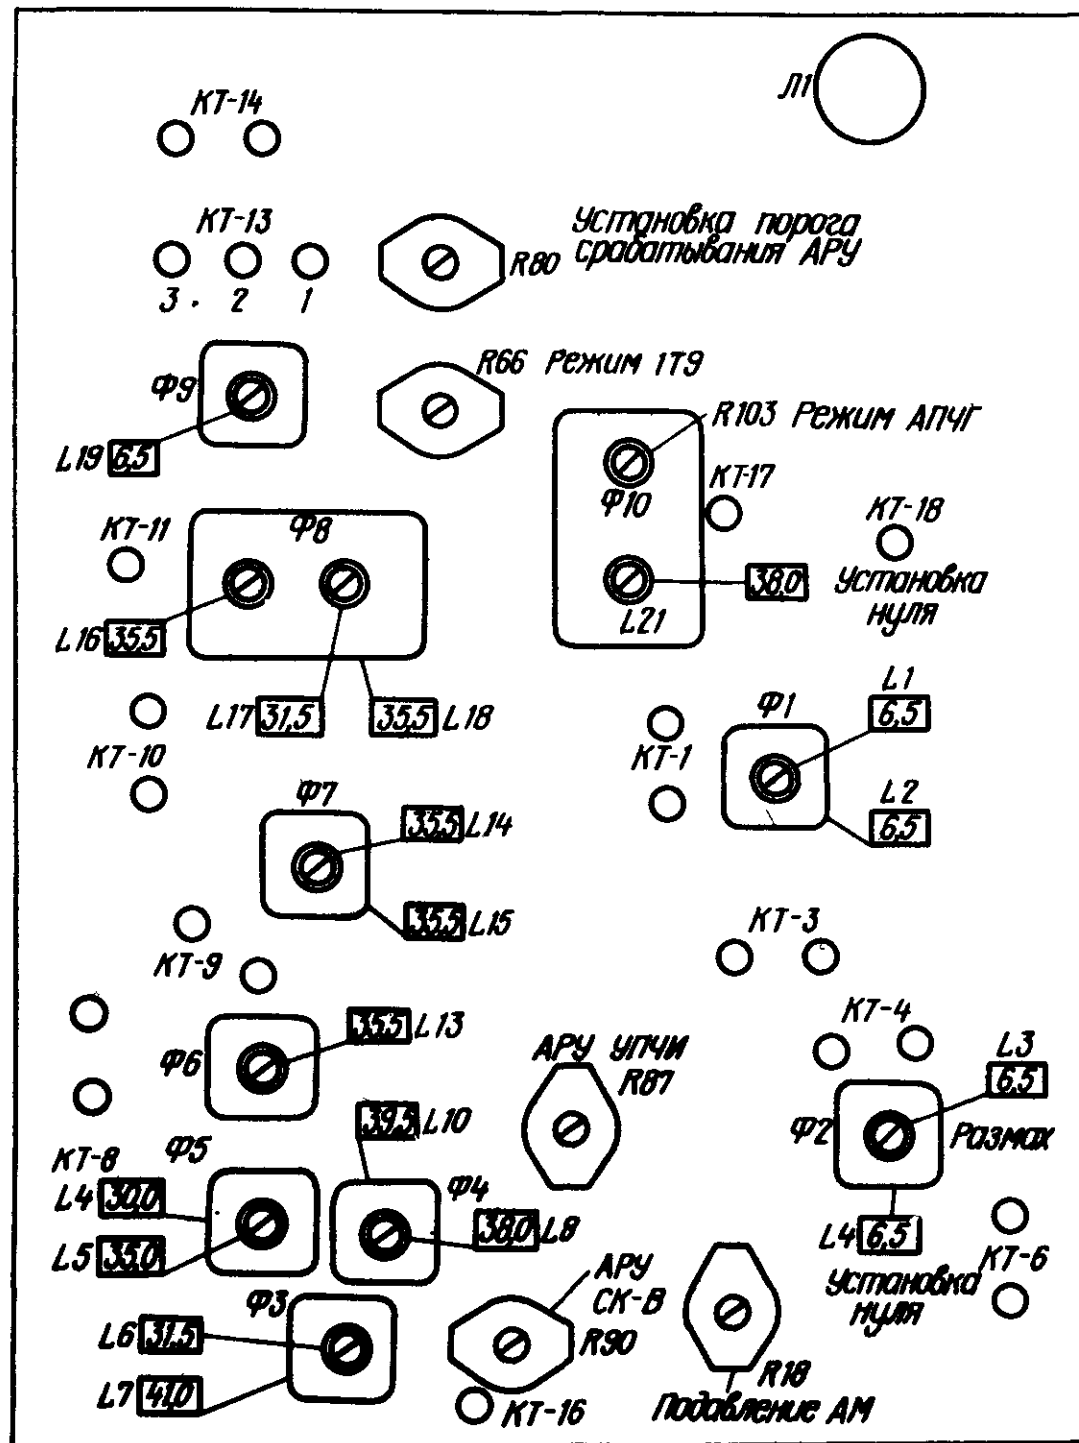 Л1
КТ-14
КТ-13
3 . 2 1
R80
Установка порога
срабатывания АРУ
Ф9
L19 6,5
R66 Режим 1Т9
R103 Режим АПЧГ
Ф10
КТ-17
КТ-18
Установка
нуля
L21
38,0
КТ-11
Ф8
L16 35,5
L17 31,5
35,5 L18
КТ-10
КТ-1
Ф1
L1
6,5
L2
6,5
Ф7
35,5 L14
35,5 L15
КТ-9
КТ-3
КТ-4
Ф6
35,5 L13
АРУ УПЧИ
R87
L3
6,5
Ф2
Размах
L4 6,5
Установка
нуля
КТ-6
КТ-8
Ф5
39,5 L10
L4 30,0
L5 35,0
Ф4
38,0 L8
Ф3
L6 31,5
L7 41,0
АРУ
СК-В
R90
КТ-16
R18
Подавление АМ